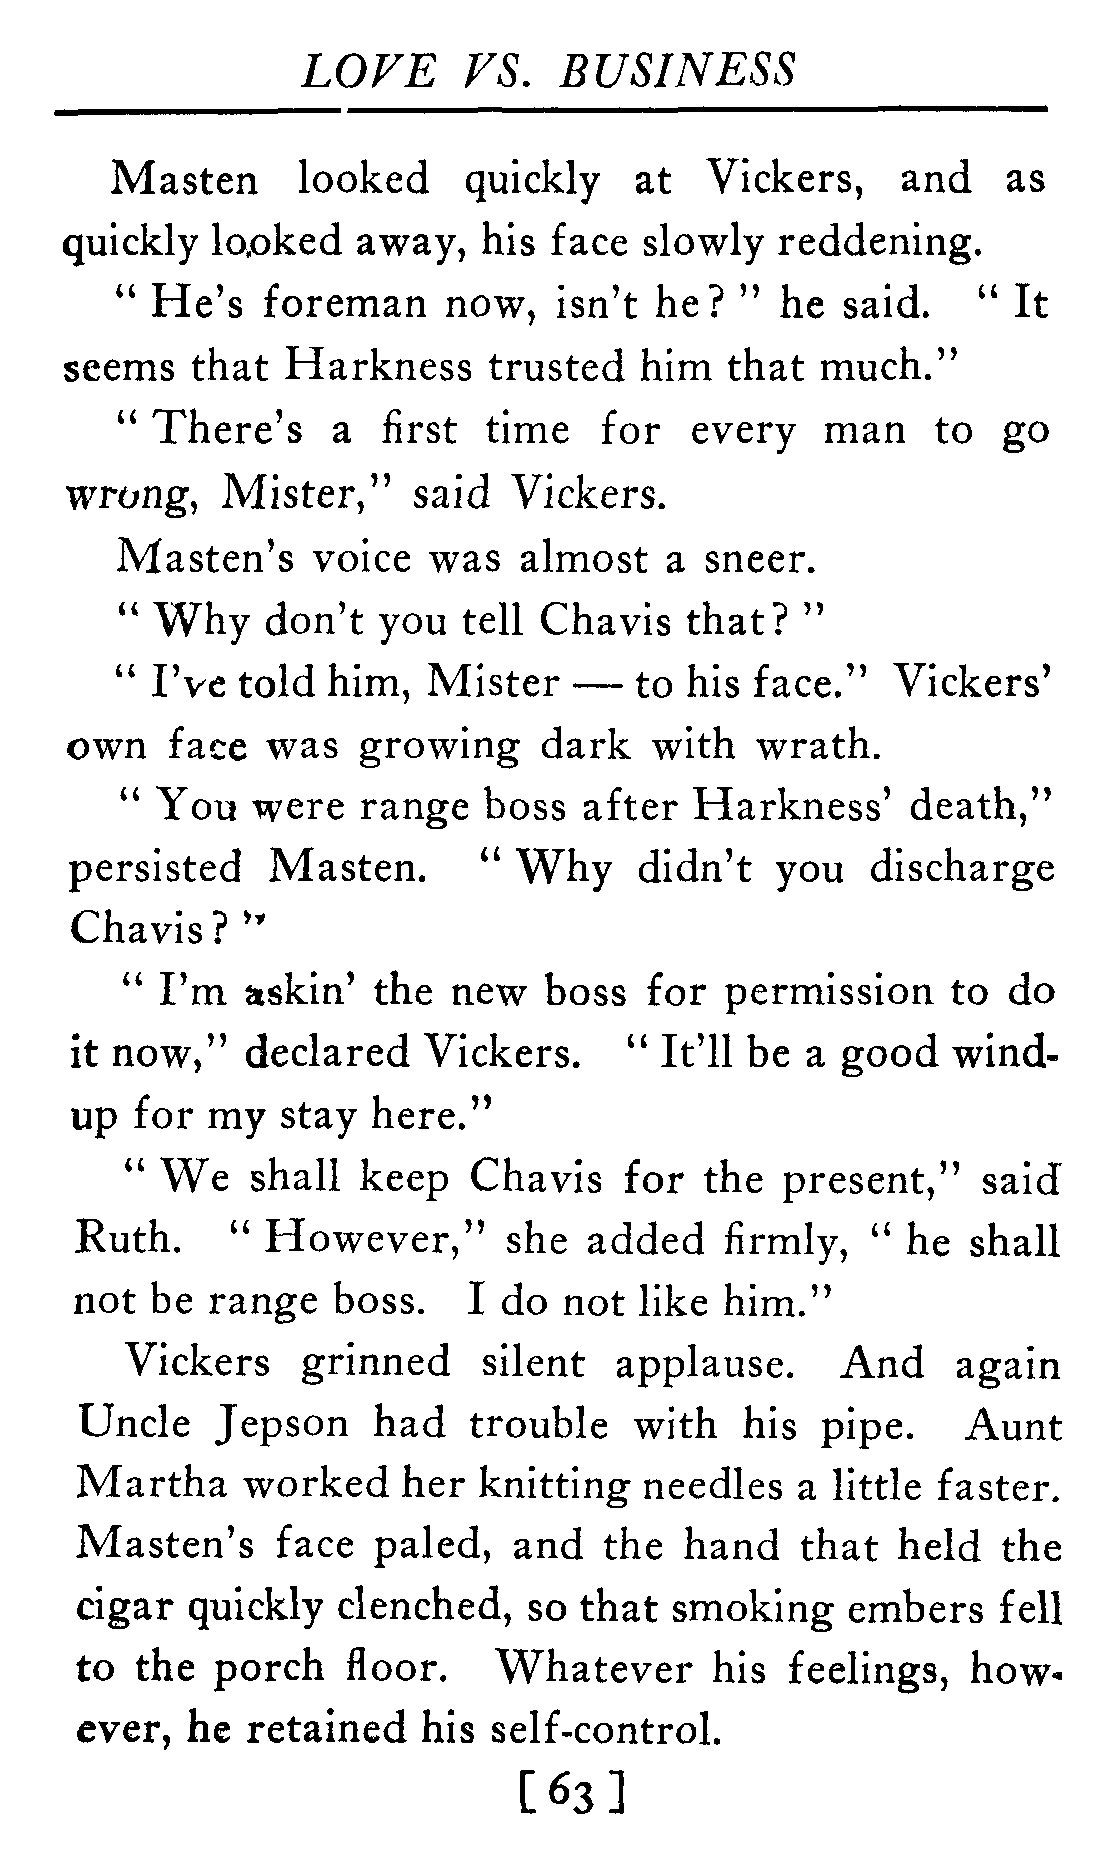 LOVE VS. BUSINESS
Masten looked quickly at Vickers, and as
quickly looked away, his face slowly reddening.
" He's foreman now, isn't he? " he said. " It
seems that Harkness trusted him that much."
" There's a first time for every man to go
wrong, Mister," said Vickers.
Masten's voice was almost a sneer.
" Why don't you tell Chavis that? "
" I've told him, Mister — to his face." Vickers'
own face was growing dark with wrath.
" You were range boss after Harkness' death,"
persisted Masten. " Why didn't you discharge
Chavis? "
" I'm askin' the new boss for permission to do
it now," declared Vickers. " It'll be a good wind-
up for my stay here."
" We shall keep Chavis for the present," said
Ruth. " However," she added firmly, " he shall
not be range boss. I do not like him."
Vickers grinned silent applause. And again
Uncle Jepson had trouble with his pipe. Aunt
Martha worked her knitting needles a little faster.
Masten's face paled, and the hand that held the
cigar quickly clenched, so that smoking embers fell
to the porch floor. Whatever his feelings, how-
ever, he retained his self-control.
[ 63 ]